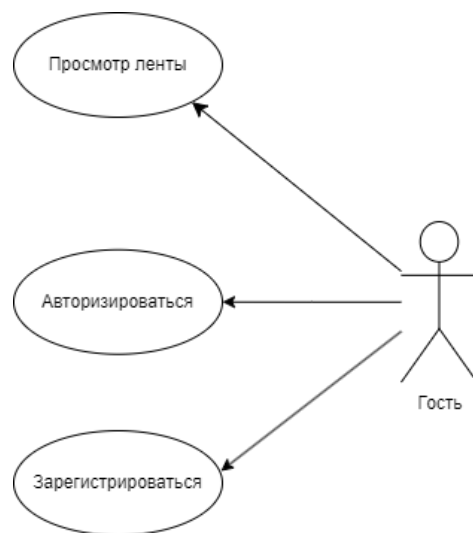 Просмотр ленты
Авторизироваться
Гость
Зарегистрироваться